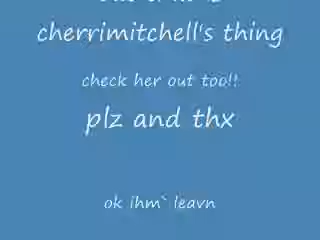 cherrimitchell's thing
check her out too!!
plz and thx
ok ihm` leavn